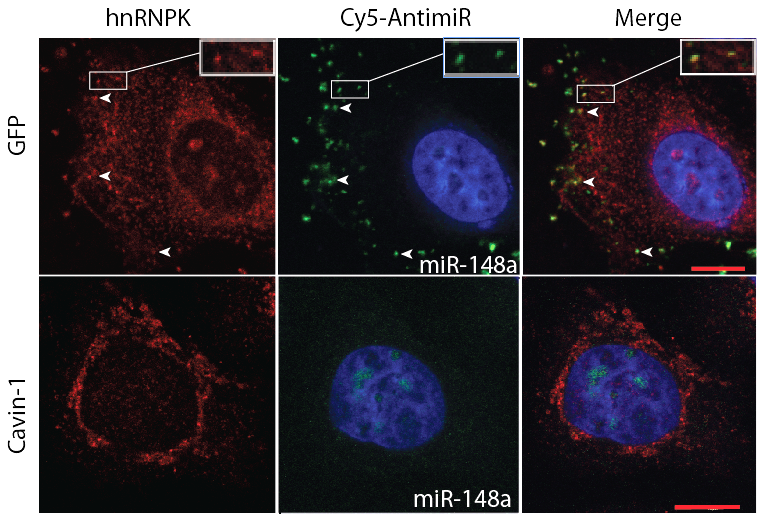 hnRNPK Cy5-AntimiR Merge
GFP
miR-148a
Cavin-1
miR-148a